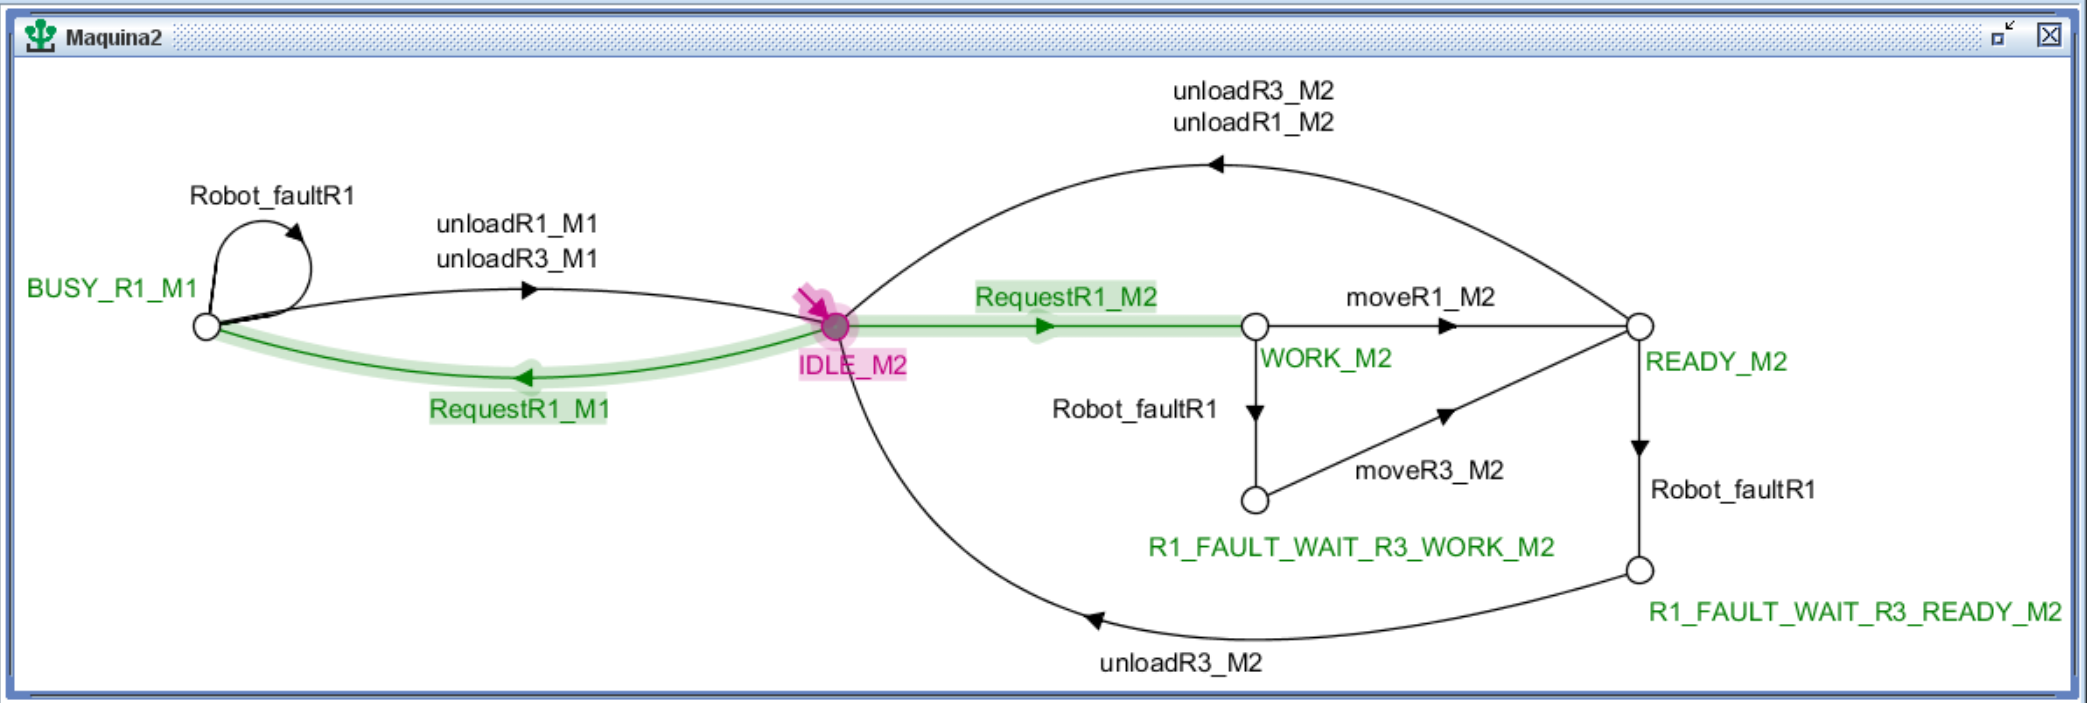 Maquina2
unloadR3_M2
unloadR1_M2
Robot_faultR1
unloadR1_M1
unloadR3_M1
BUSY_R1_M1
RequestR1_M2
moveR1_M2
IDLE_M2
WORK_M2
READY_M2
RequestR1_M1
Robot_faultR1
moveR3_M2
Robot_faultR1
R1_FAULT_WAIT_R3_WORK_M2
R1_FAULT_WAIT_R3_READY_M2
unloadR3_M2